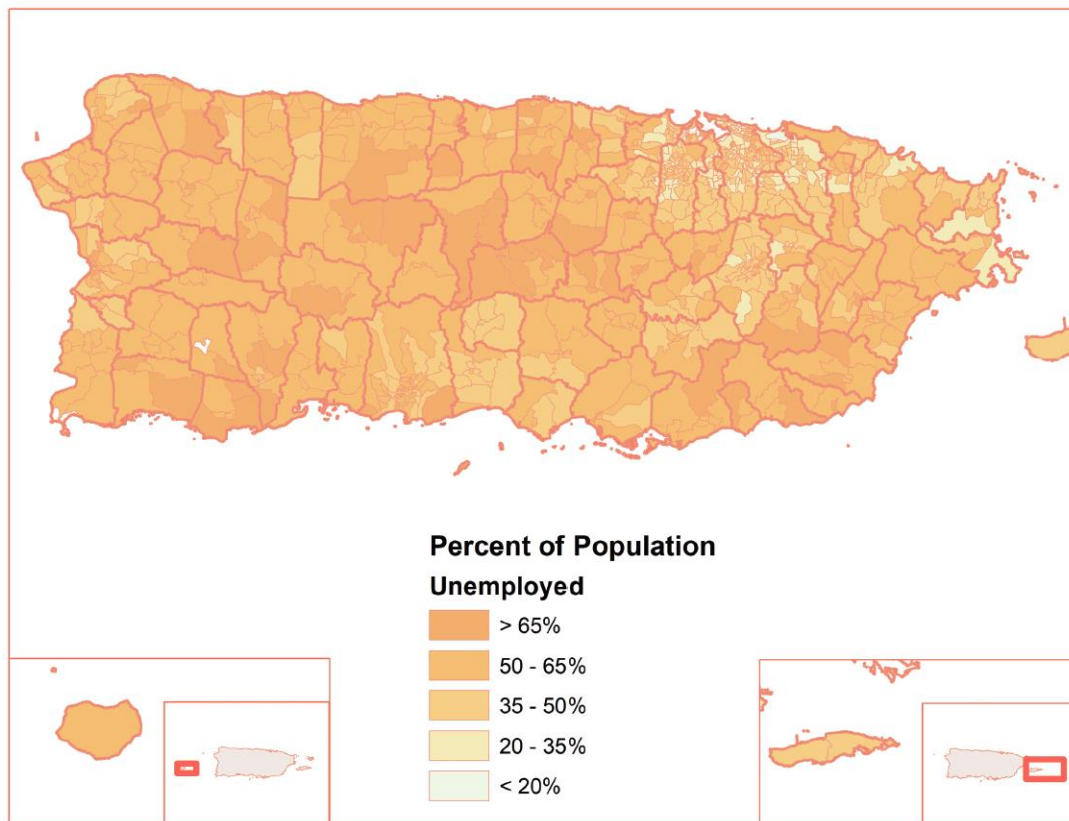 Percent of Population
Unemployed
> 65%
50 - 65%
35 - 50%
20 - 35%
< 20%